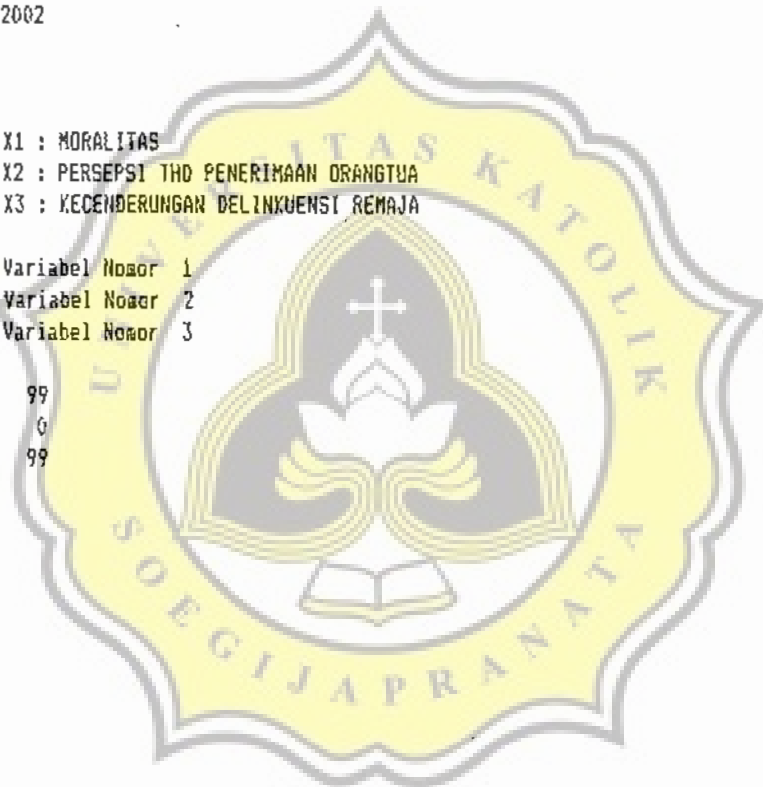 2002
X1 : MORALITAS
X2 : PERSEPSI THD PENERIMAAN ORANGTUA
X3 : KECENDERUNGAN DELINKUENSI REMAJA
Variabel Nomor 1
Variabel Nomor 2
Variabel Nomor 3
99
0
99
UNIVERSITAS KATOLIK
SOEGIJAPRANATA